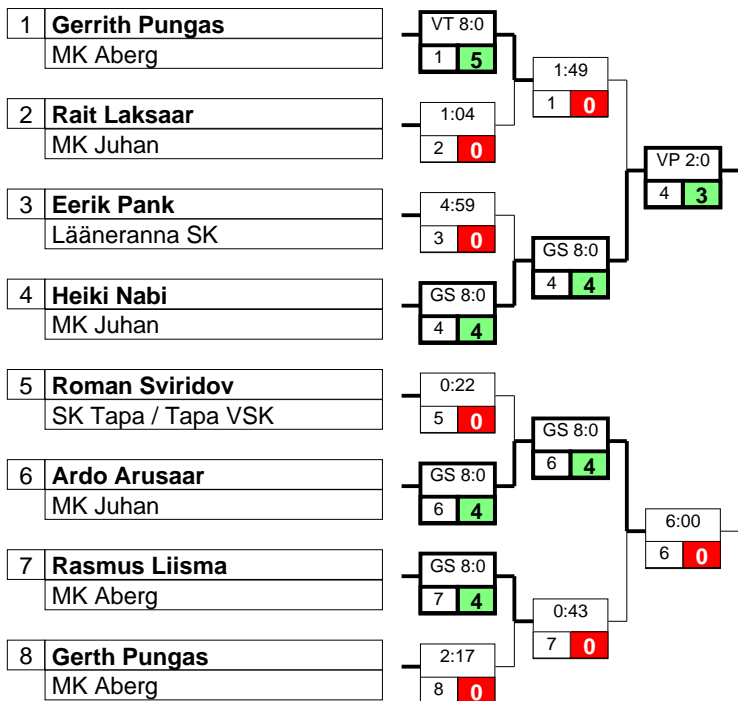 1 Gerrith Pungas
MK Aberg
VT 8:0
1 5
1:49
1 0
2 Rait Laksaar
MK Juhan
1:04
2 0
VP 2:0
4 3
3 Eerik Pank
Lääneranna SK
4:59
3 0
GS 8:0
4 4
4 Heiki Nabi
MK Juhan
GS 8:0
4 4
5 Roman Sviridov
SK Tapa / Tapa VSK
0:22
5 0
GS 8:0
6 4
6 Ardo Arusaar
MK Juhan
GS 8:0
6 4
6:00
6 0
7 Rasmus Liisma
MK Aberg
GS 8:0
7 4
0:43
7 0
8 Gerth Pungas
MK Aberg
2:17
8 0